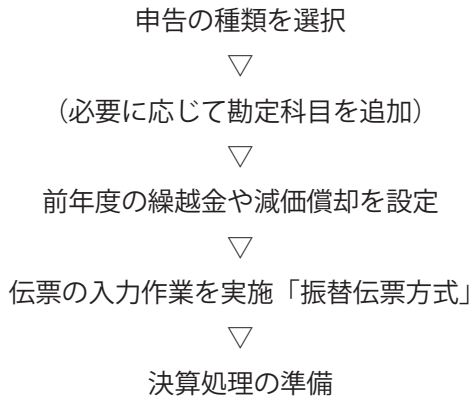 申告の種類を選択
▽
（必要に応じて勘定科目を追加）
▽
前年度の繰越金や減価償却を設定
▽
伝票の入力作業を実施「振替伝票方式」
▽
決算処理の準備